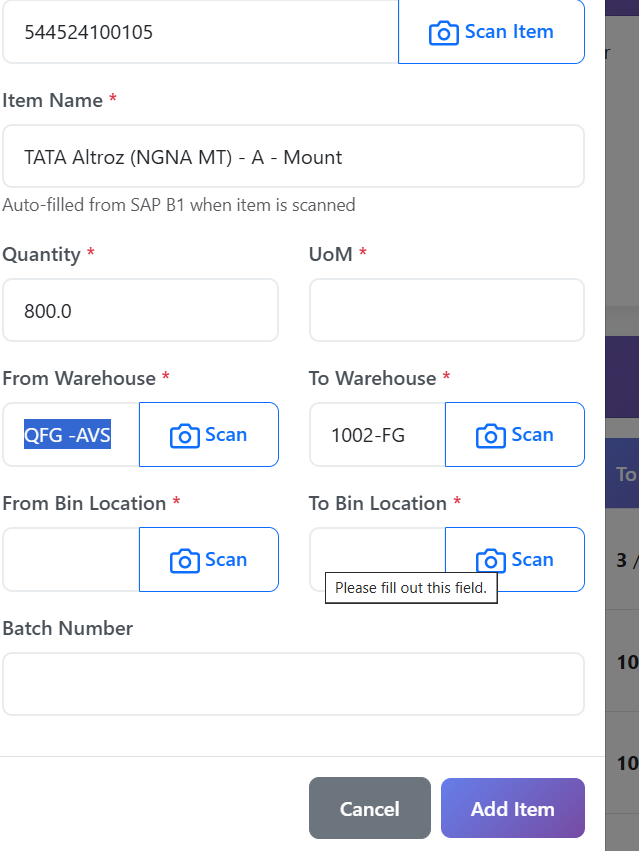 544524100105 Scan Item
r
Item Name *
TATA Altroz (NGNA MT) - A - Mount
Auto-filled from SAP B1 when item is scanned
Quantity * UoM *
800.0
From Warehouse * To Warehouse *
QFG -AVS Scan 1002-FG Scan
To
From Bin Location * To Bin Location *
Scan Scan
3 /
Please fill out this field.
Batch Number
10
10
Cancel Add Item